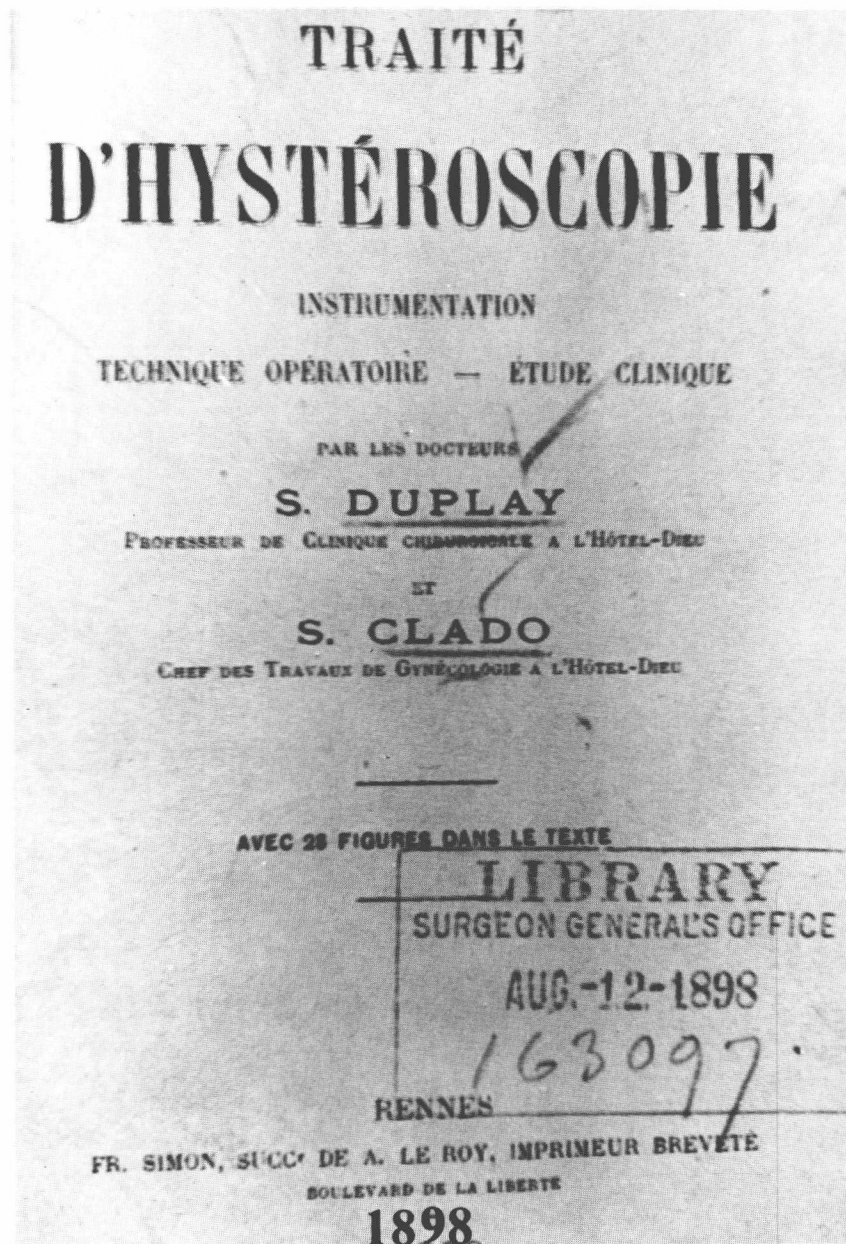 TRAITÉ
D'HYSTÉROSCOPIE
INSTRUMENTATION
TECHNIQUE OPÉRATOIRE — ÉTUDE CLINIQUE
PAR LES DOCTEURS
S. DUPLAY
PROFESSEUR DE CLINIQUE CHIRURGICALE A L'HÔTEL-DIEU
ET
S. CLADO
CHEF DES TRAVAUX DE GYNÉCOLOGIE A L'HÔTEL-DIEU
AVEC 28 FIGURES DANS LE TEXTE
LIBRARY
SURGEON GENERAL'S OFFICE
AUG.-12-1898
163097.
RENNES
FR. SIMON, SUCCr DE A. LE ROY, IMPRIMEUR BREVETÉ
BOULEVARD DE LA LIBERTÉ
1898